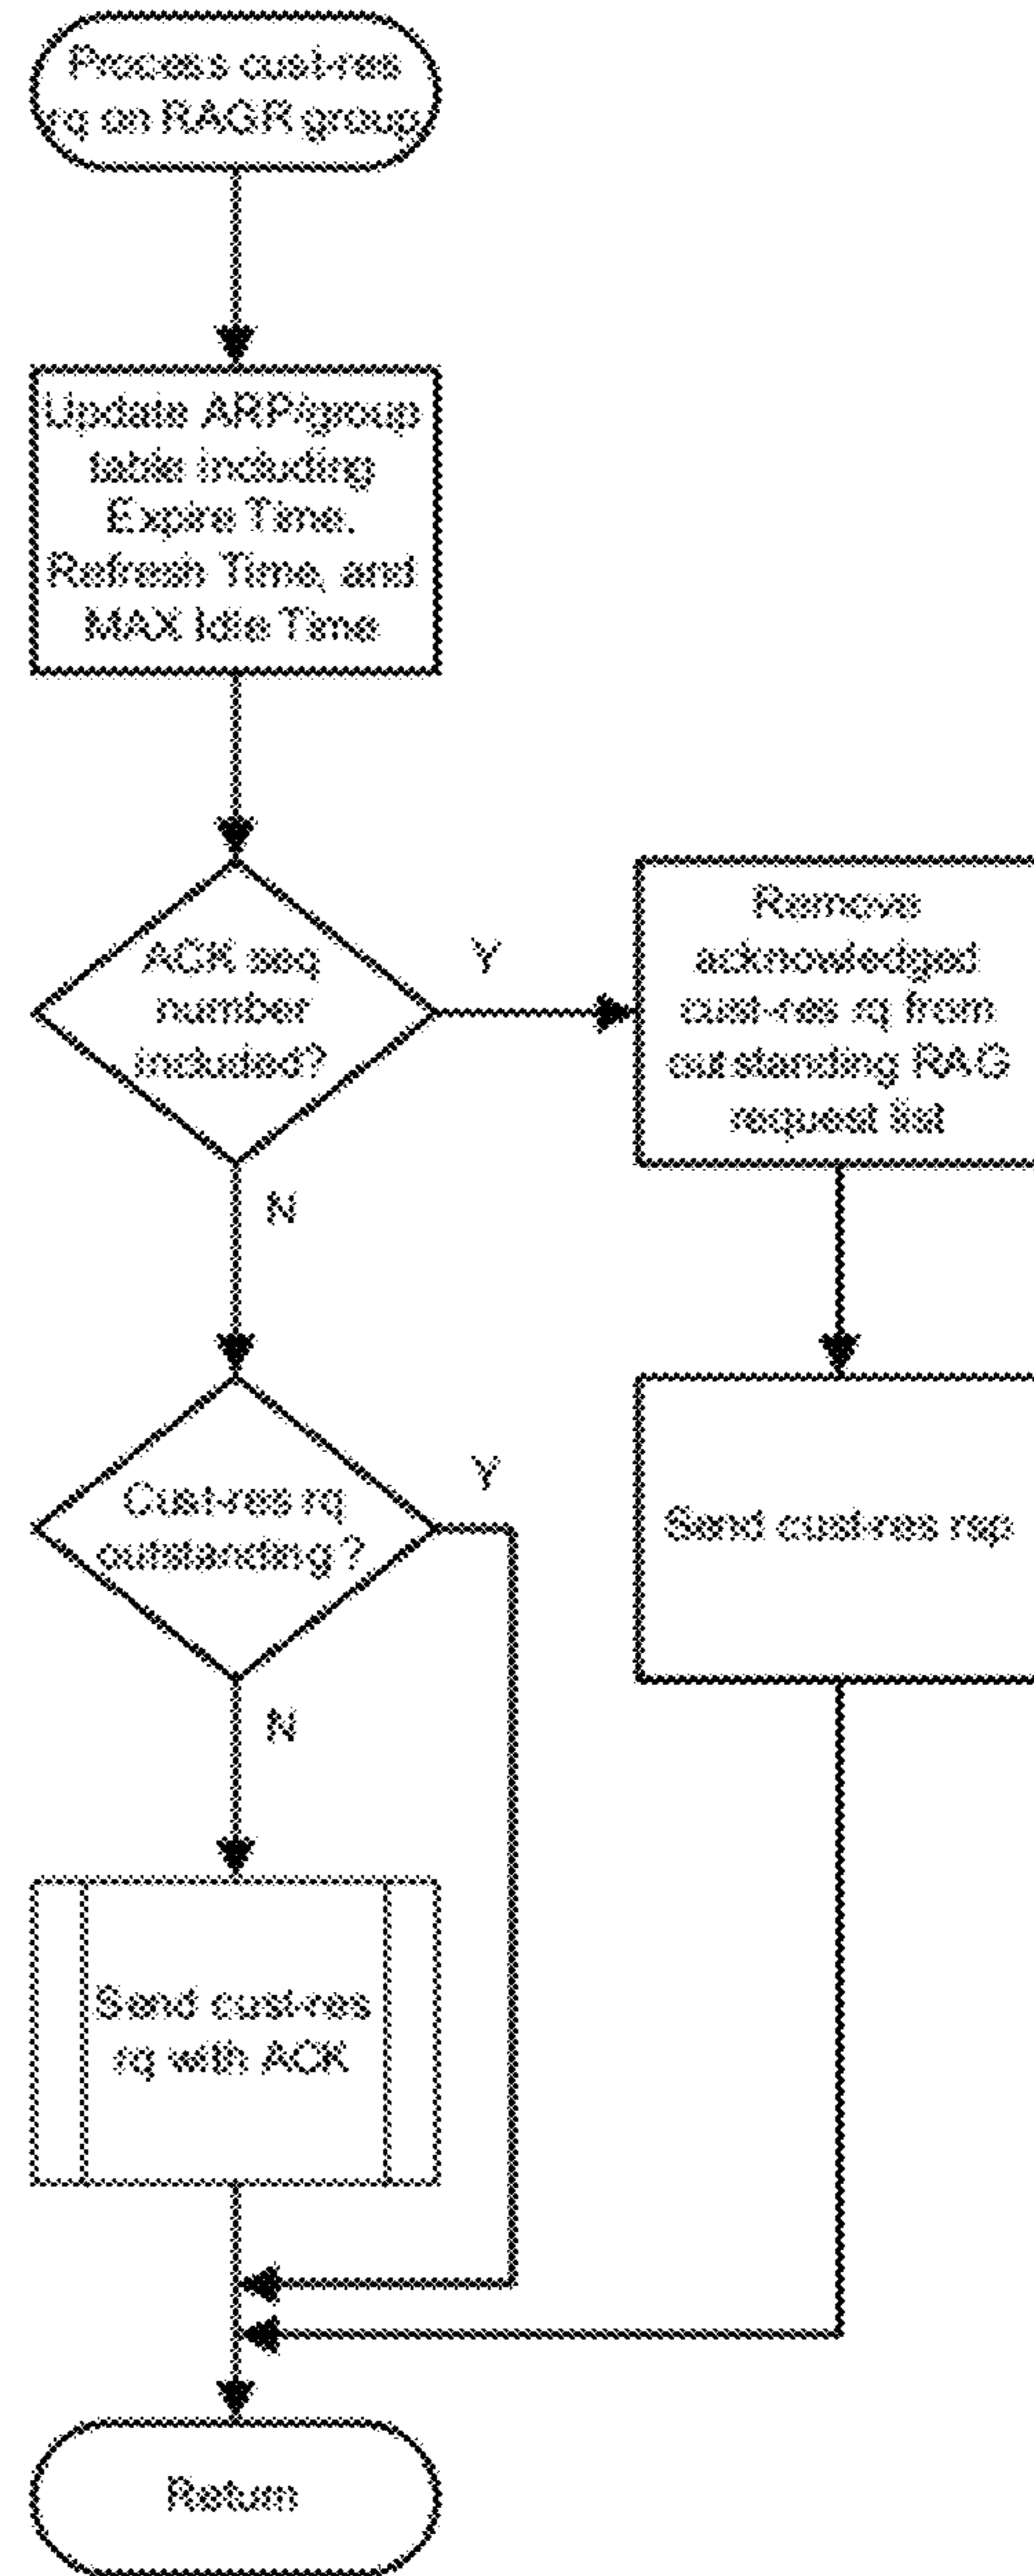 Process cust-res
rq on RAGR group
Update ARP/group
table including
Expire Time,
Refresh Time, and
MAX Idle Time
ACK seq
number
included?
Y
Remove
acknowledged
cust-res rq from
outstanding RAG
request list
N
Cust-res rq
outstanding?
Y
Send cust-res rsp
N
Send cust-res
rq with ACK
Return